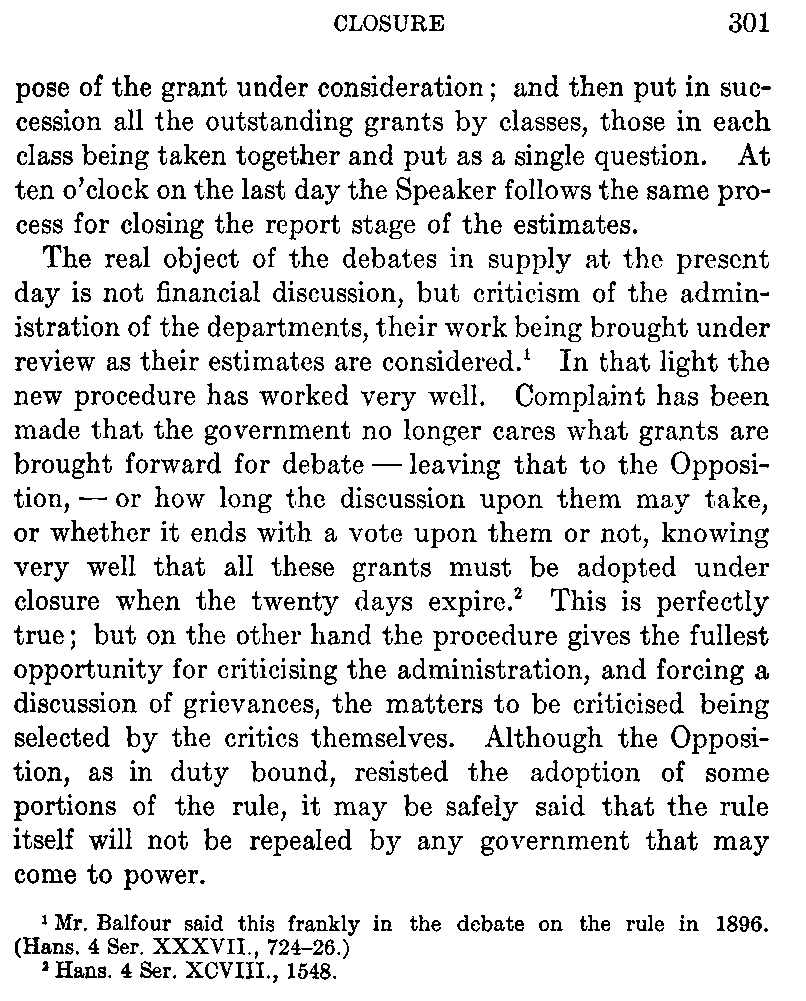 CLOSURE 301
pose of the grant under consideration; and then put in suc-
cession all the outstanding grants by classes, those in each
class being taken together and put as a single question. At
ten o'clock on the last day the Speaker follows the same pro-
cess for closing the report stage of the estimates.
The real object of the debates in supply at the present
day is not financial discussion, but criticism of the admin-
istration of the departments, their work being brought under
review as their estimates are considered.¹ In that light the
new procedure has worked very well. Complaint has been
made that the government no longer cares what grants are
brought forward for debate — leaving that to the Opposi-
tion, — or how long the discussion upon them may take,
or whether it ends with a vote upon them or not, knowing
very well that all these grants must be adopted under
closure when the twenty days expire.² This is perfectly
true; but on the other hand the procedure gives the fullest
opportunity for criticising the administration, and forcing a
discussion of grievances, the matters to be criticised being
selected by the critics themselves. Although the Opposi-
tion, as in duty bound, resisted the adoption of some
portions of the rule, it may be safely said that the rule
itself will not be repealed by any government that may
come to power.
¹ Mr. Balfour said this frankly in the debate on the rule in 1896.
(Hans. 4 Ser. XXXVII., 724–26.)
² Hans. 4 Ser. XCVIII., 1548.